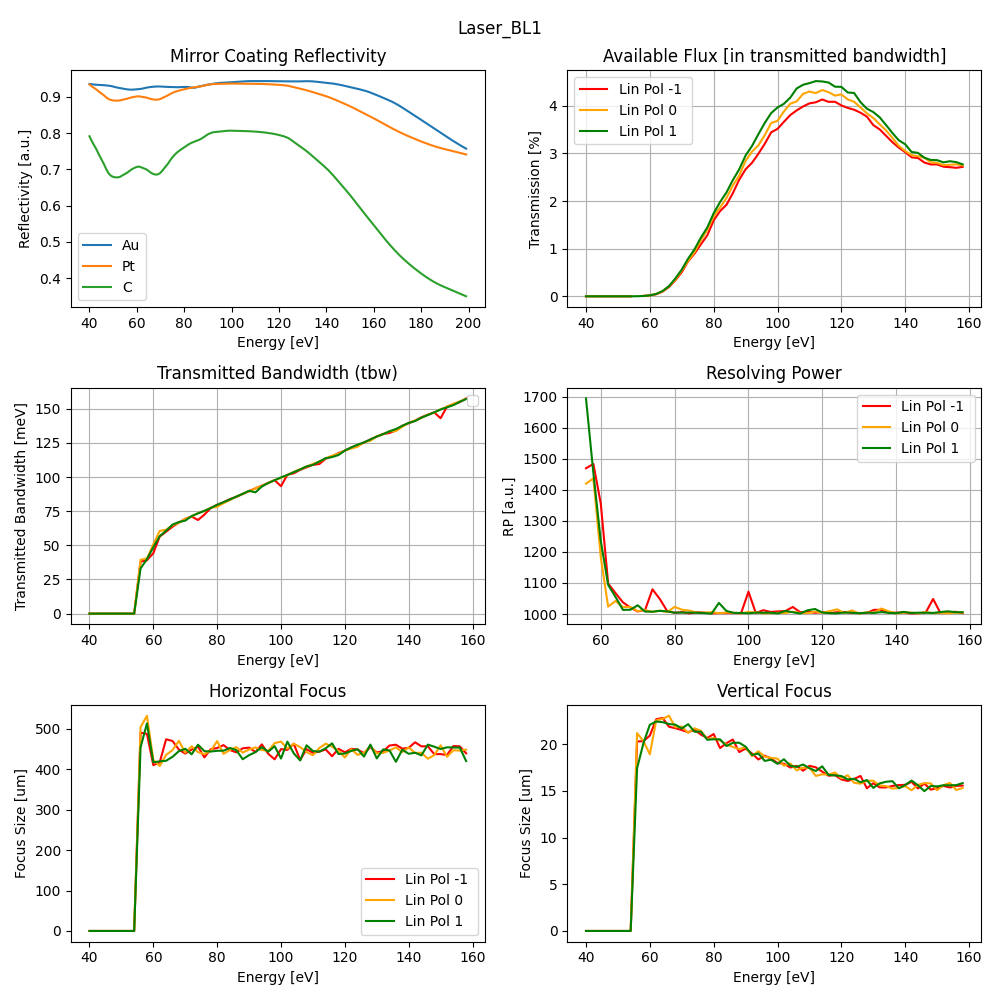 Laser_BL1
Mirror Coating Reflectivity
Reflectivity [a.u.]
0.9
0.8
0.7
0.6
0.5
0.4
Au
Pt
C
40 60 80 100 120 140 160 180 200
Energy [eV]
Available Flux [in transmitted bandwidth]
Transmission [%]
4
3
2
1
0
Lin Pol -1
Lin Pol 0
Lin Pol 1
40 60 80 100 120 140 160
Energy [eV]
Transmitted Bandwidth (tbw)
Transmitted Bandwidth [meV]
150
125
100
75
50
25
0
40 60 80 100 120 140 160
Energy [eV]
Resolving Power
RP [a.u.]
1700
1600
1500
1400
1300
1200
1100
1000
Lin Pol -1
Lin Pol 0
Lin Pol 1
60 80 100 120 140 160
Energy [eV]
Horizontal Focus
Focus Size [um]
500
400
300
200
100
0
Lin Pol -1
Lin Pol 0
Lin Pol 1
40 60 80 100 120 140 160
Energy [eV]
Vertical Focus
Focus Size [um]
20
15
10
5
0
40 60 80 100 120 140 160
Energy [eV]